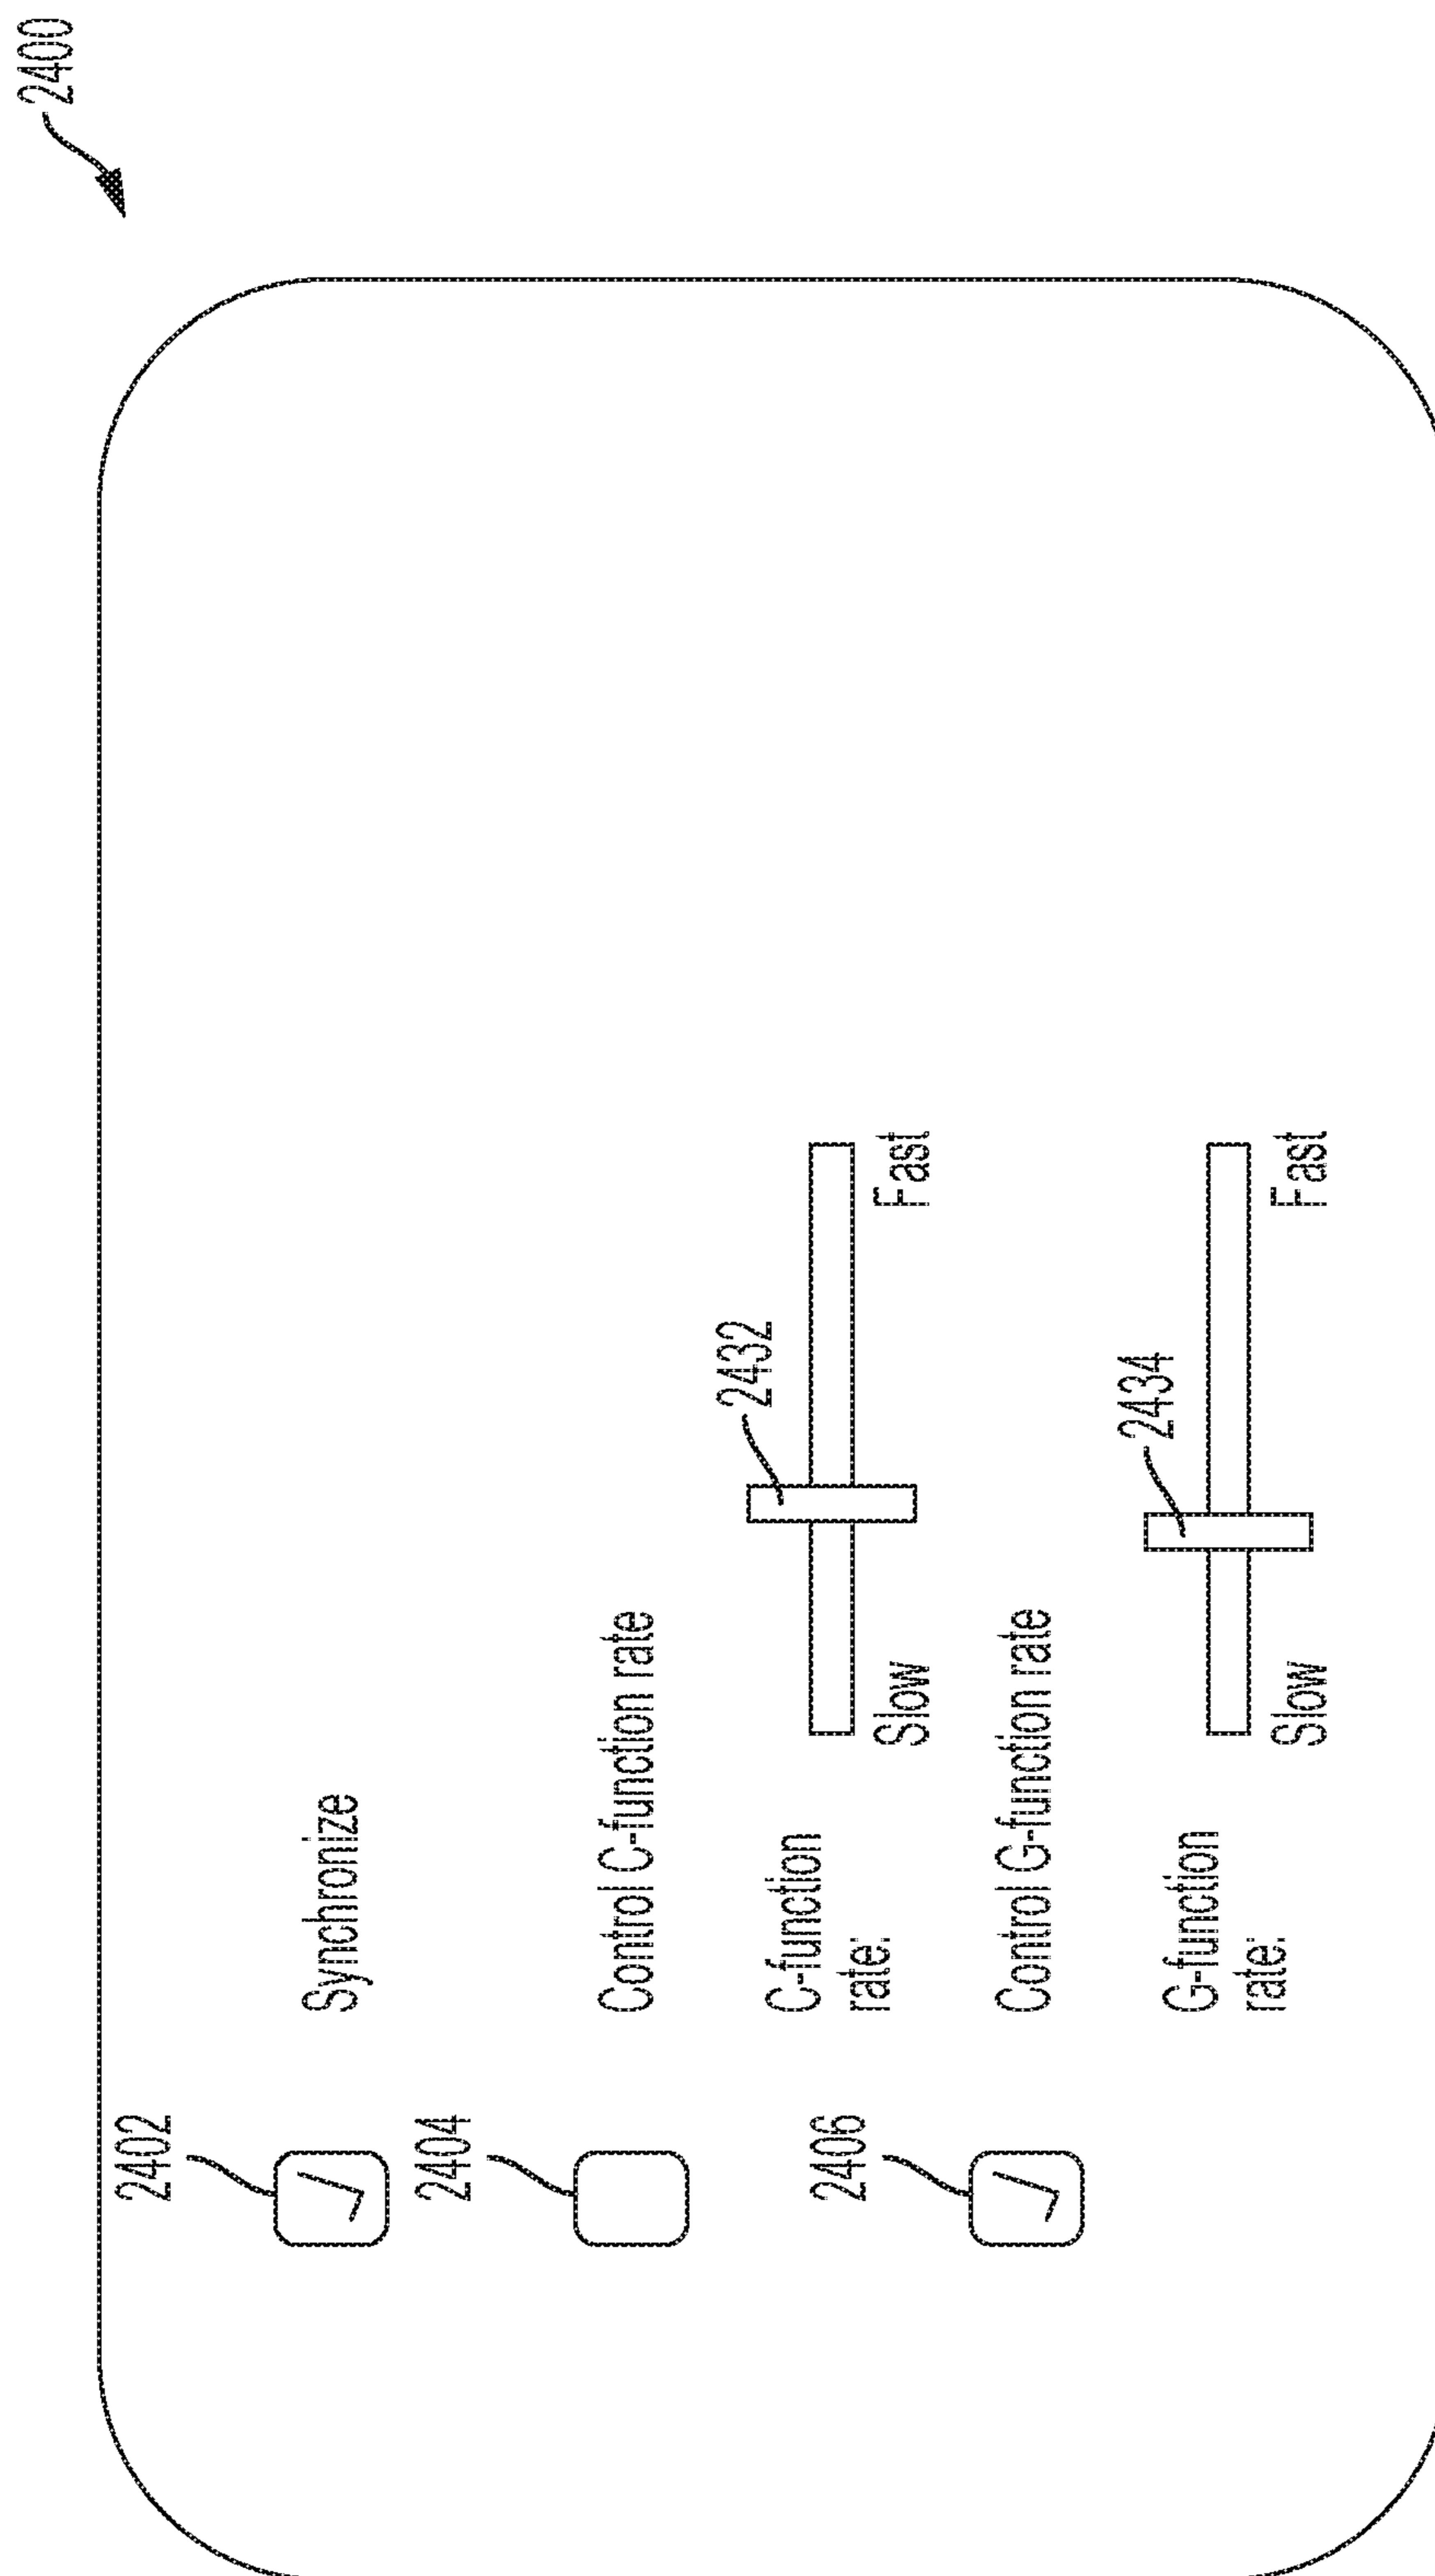 2400
2402
Synchronize
2404
Control C-function rate
2432
C-function
rate:
Slow
Fast
2406
Control G-function rate
2434
G-function
rate:
Slow
Fast